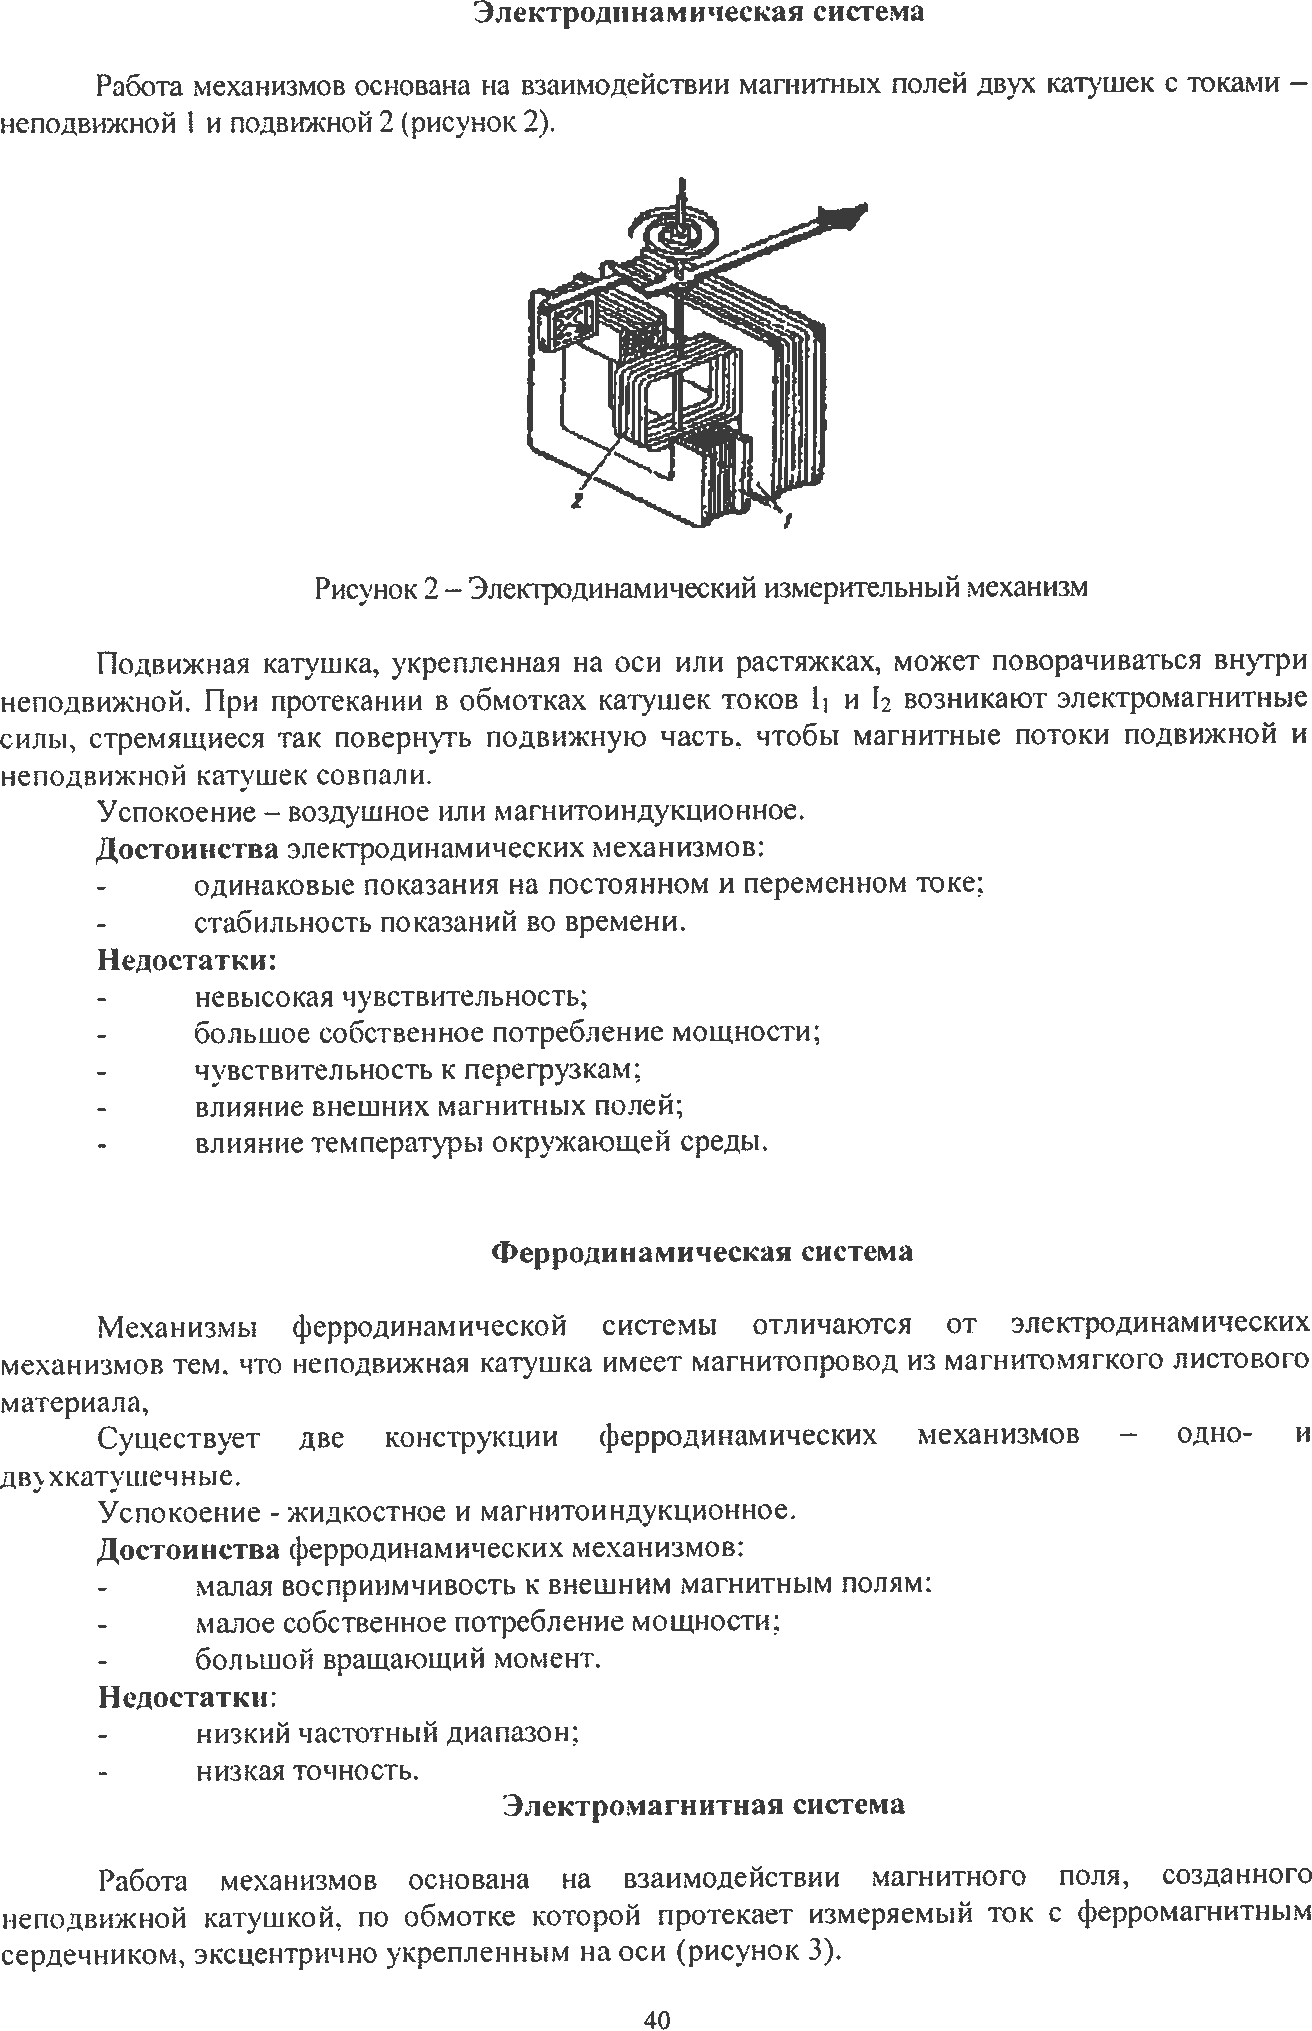 Электродинамическая система
Работа механизмов основана на взаимодействии магнитных полей двух катушек с токами –
неподвижной 1 и подвижной 2 (рисунок 2).
2
1
Рисунок 2 – Электродинамический измерительный механизм
Подвижная катушка, укрепленная на оси или растяжках, может поворачиваться внутри
неподвижной. При протекании в обмотках катушек токов I₁ и I₂ возникают электромагнитные
силы, стремящиеся так повернуть подвижную часть, чтобы магнитные потоки подвижной и
неподвижной катушек совпали.
Успокоение – воздушное или магнитоиндукционное.
Достоинства электродинамических механизмов:
- одинаковые показания на постоянном и переменном токе;
- стабильность показаний во времени.
Недостатки:
- невысокая чувствительность;
- большое собственное потребление мощности;
- чувствительность к перегрузкам;
- влияние внешних магнитных полей;
- влияние температуры окружающей среды.
Ферродинамическая система
Механизмы ферродинамической системы отличаются от электродинамических
механизмов тем, что неподвижная катушка имеет магнитопровод из магнитомягкого листового
материала,
Существует две конструкции ферродинамических механизмов – одно- и
двухкатушечные.
Успокоение - жидкостное и магнитоиндукционное.
Достоинства ферродинамических механизмов:
- малая восприимчивость к внешним магнитным полям;
- малое собственное потребление мощности;
- большой вращающий момент.
Недостатки:
- низкий частотный диапазон;
- низкая точность.
Электромагнитная система
Работа механизмов основана на взаимодействии магнитного поля, созданного
неподвижной катушкой, по обмотке которой протекает измеряемый ток с ферромагнитным
сердечником, эксцентрично укрепленным на оси (рисунок 3).
40